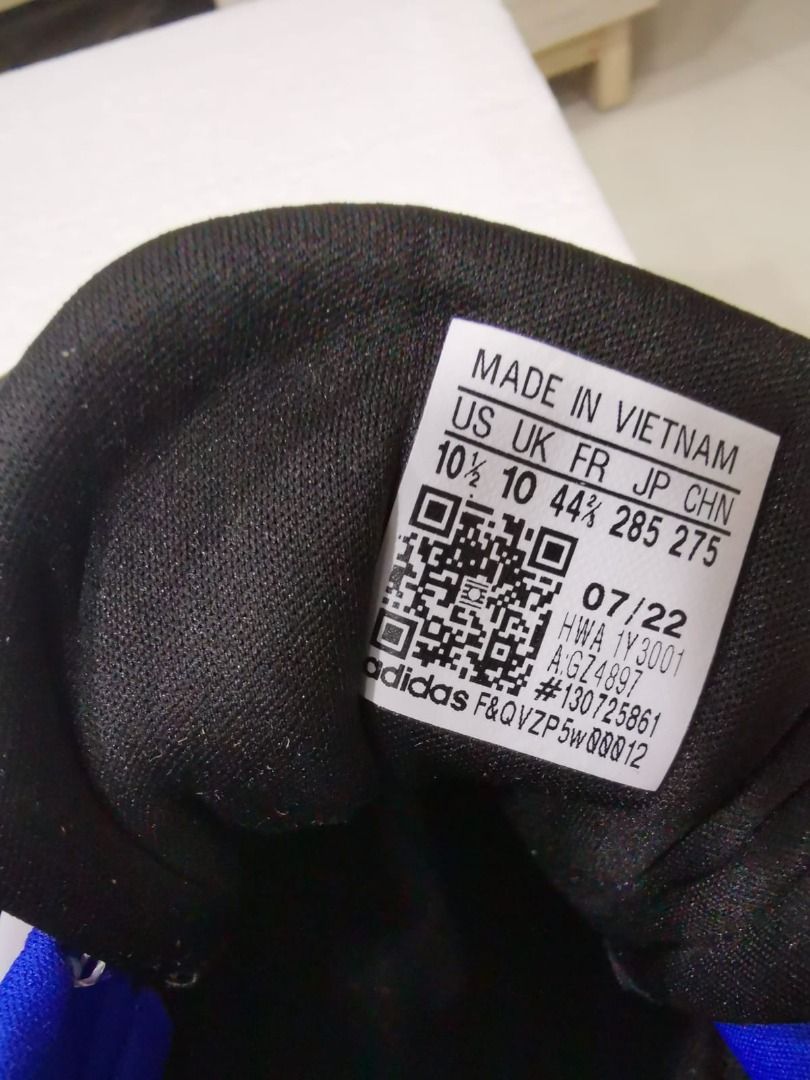 MADE IN VIETNAM
US UK FR JP CHN
10½ 10 44⅔ 285 275
07/22
HWA 1Y3001
A:GZ4897
#130725861
adidas F&QVZP5w00012